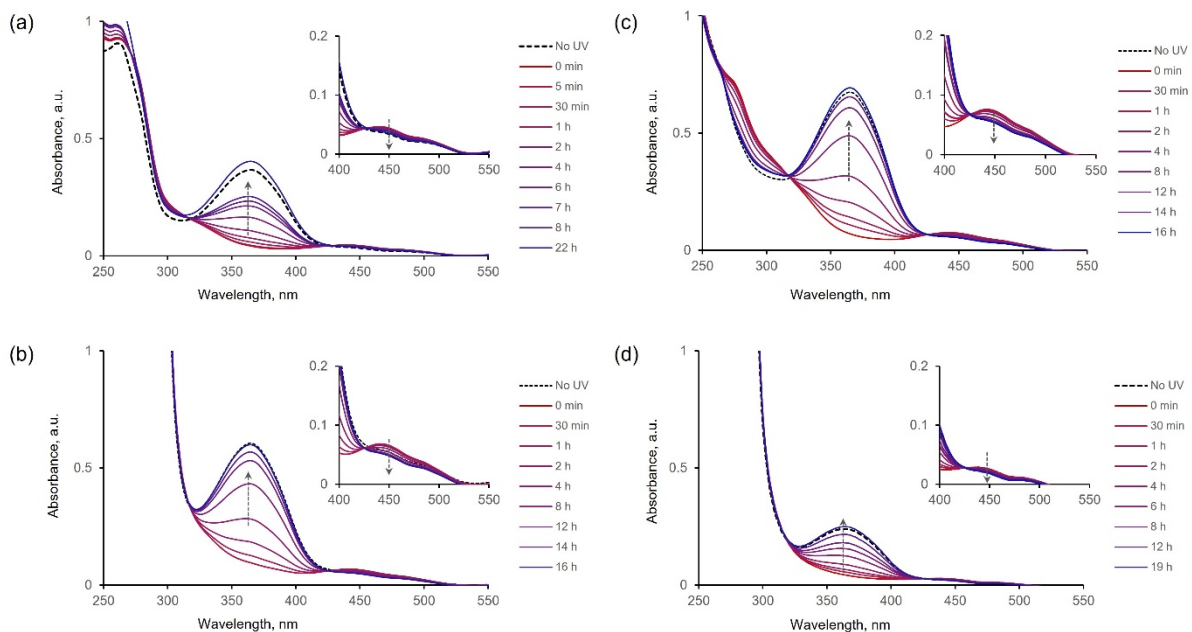 (a)
1
0.5
0
Absorbance, a.u.
250 300 350 400 450 500 550
Wavelength, nm
0.2
0.1
0
400 450 500 550
No UV
0 min
5 min
30 min
1 h
2 h
4 h
6 h
7 h
8 h
22 h
(c)
1
0.5
0
Absorbance, a.u.
250 300 350 400 450 500 550
Wavelength, nm
0.2
0.1
0
400 450 500 550
No UV
0 min
30 min
1 h
2 h
4 h
8 h
12 h
14 h
16 h
(b)
1
0.5
0
Absorbance, a.u.
250 300 350 400 450 500 550
Wavelength, nm
0.2
0.1
0
400 450 500 550
No UV
0 min
30 min
1 h
2 h
4 h
8 h
12 h
14 h
16 h
(d)
1
0.5
0
Absorbance, a.u.
250 300 350 400 450 500 550
Wavelength, nm
0.2
0.1
0
400 450 500 550
No UV
0 min
30 min
1 h
2 h
4 h
6 h
8 h
12 h
19 h